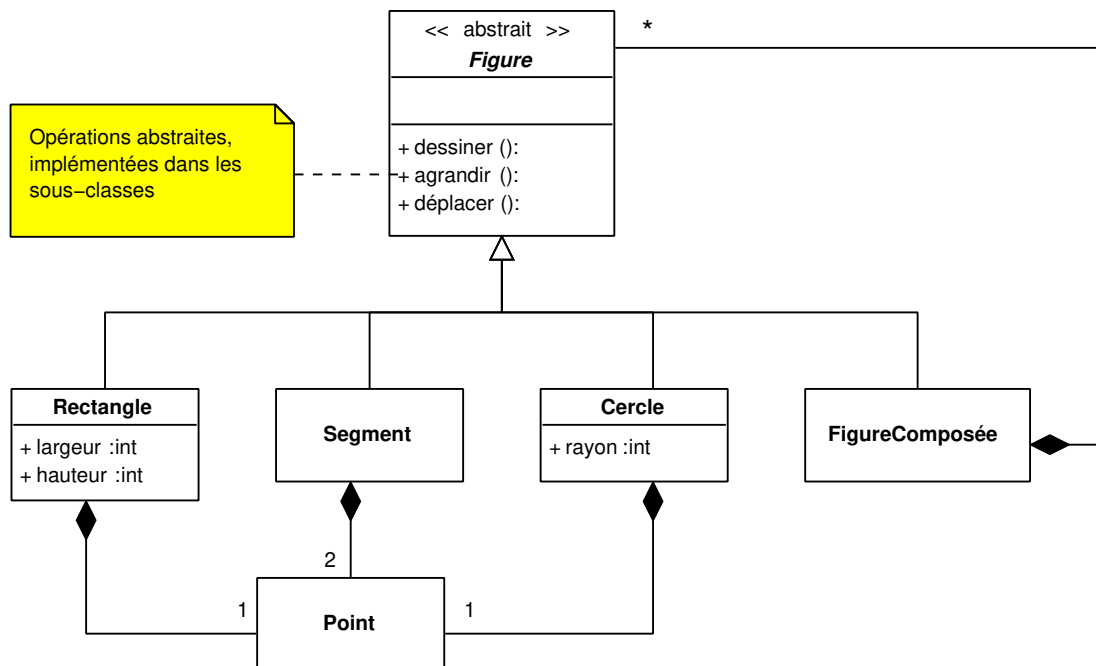 << abstrait >>
*
Figure
Opérations abstraites,
implémentées dans les
sous−classes
+ dessiner ():
+ agrandir ():
+ déplacer ():
Rectangle
+ largeur :int
+ hauteur :int
Segment
Cercle
+ rayon :int
FigureComposée
2
1
1
Point